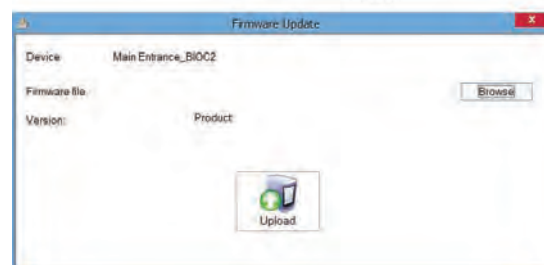 Firmware Update
Device Main Entrance_BIOC2
Firmware file Browse
Version: Product
Upload